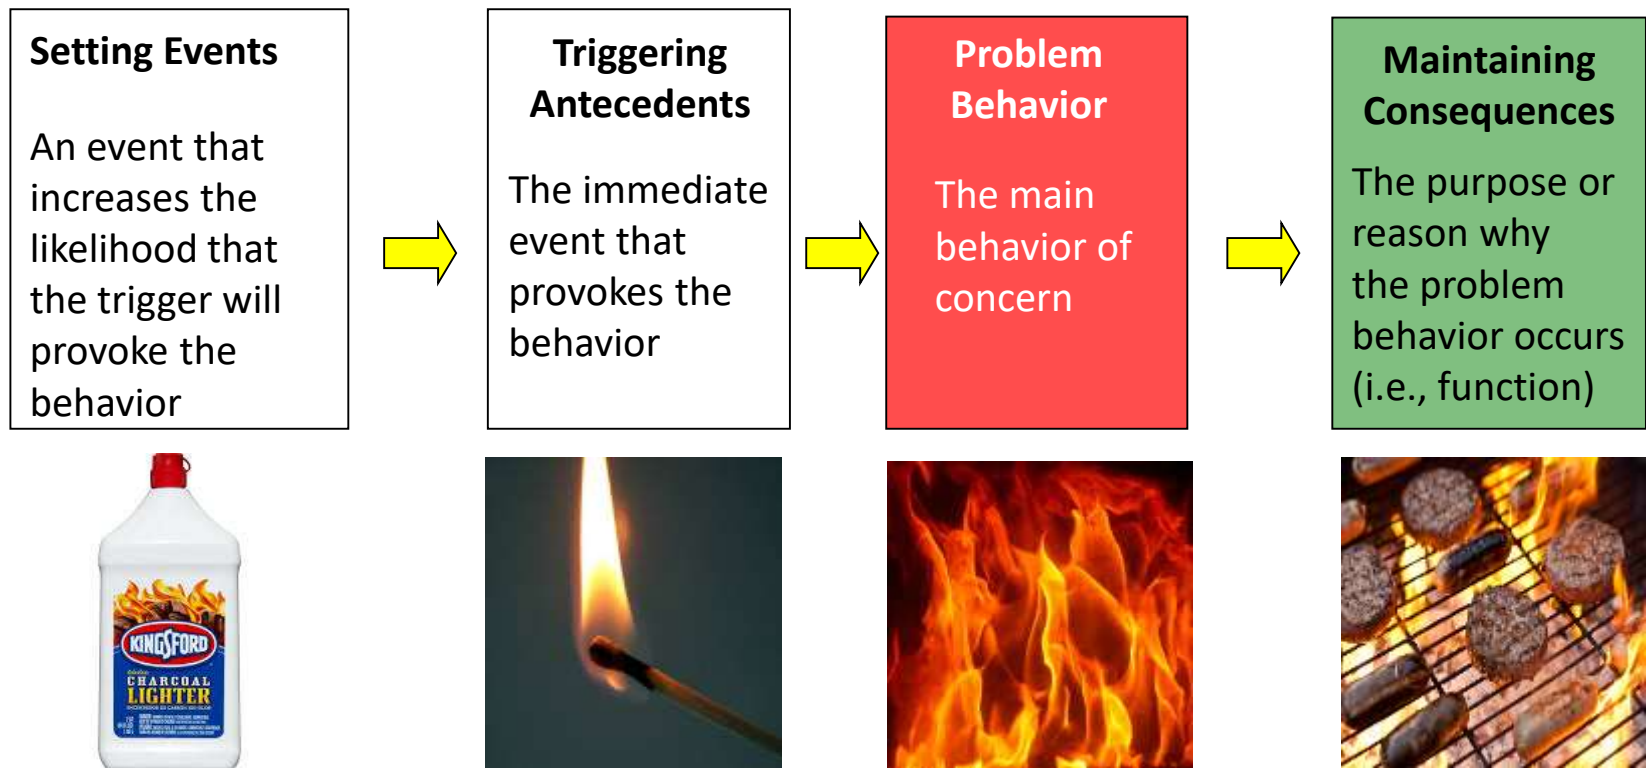 Setting Events
An event that
increases the
likelihood that
the trigger will
provoke the
behavior
Triggering
Antecedents
The immediate
event that
provokes the
behavior
Problem
Behavior
The main
behavior of
concern
Maintaining
Consequences
The purpose or
reason why
the problem
behavior occurs
(i.e., function)
KINGSFORD
CHARCOAL
LIGHTER